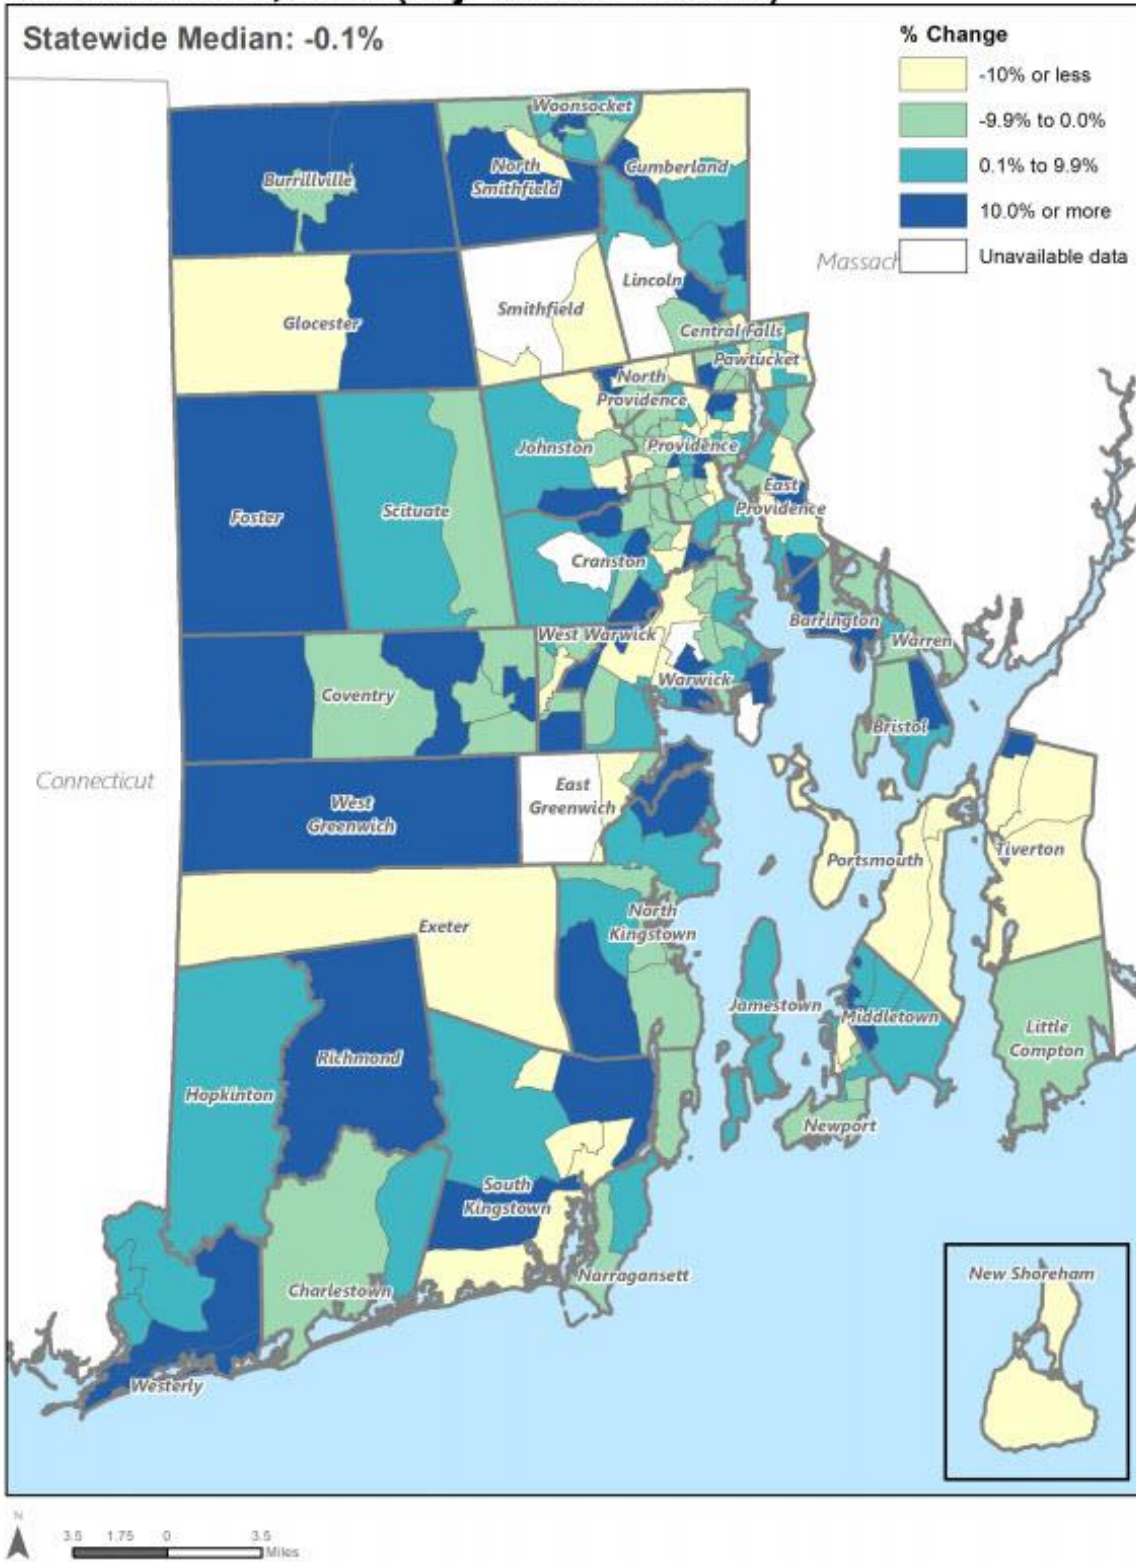 Statewide Median: -0.1%
% Change
-10% or less
-9.9% to 0.0%
0.1% to 9.9%
10.0% or more
Unavailable data
Massach
Woonsocket
Burrillville
North
Smithfield
Cumberland
Lincoln
Smithfield
Glocester
Central Falls
Pawtucket
North
Providence
Johnston
Providence
East
Providence
Foster
Scituate
Cranston
Barrington
West Warwick
Warren
Warwick
Coventry
Bristol
Connecticut
East
Greenwich
West
Greenwich
Portsmouth
Tiverton
Exeter
North
Kingstown
Jamestown
Middletown
Little
Compton
Richmond
Hopkinton
Newport
South
Kingstown
Narragansett
Charlestown
New Shoreham
Westerly
N
3.5 1.75 0 3.5
Miles